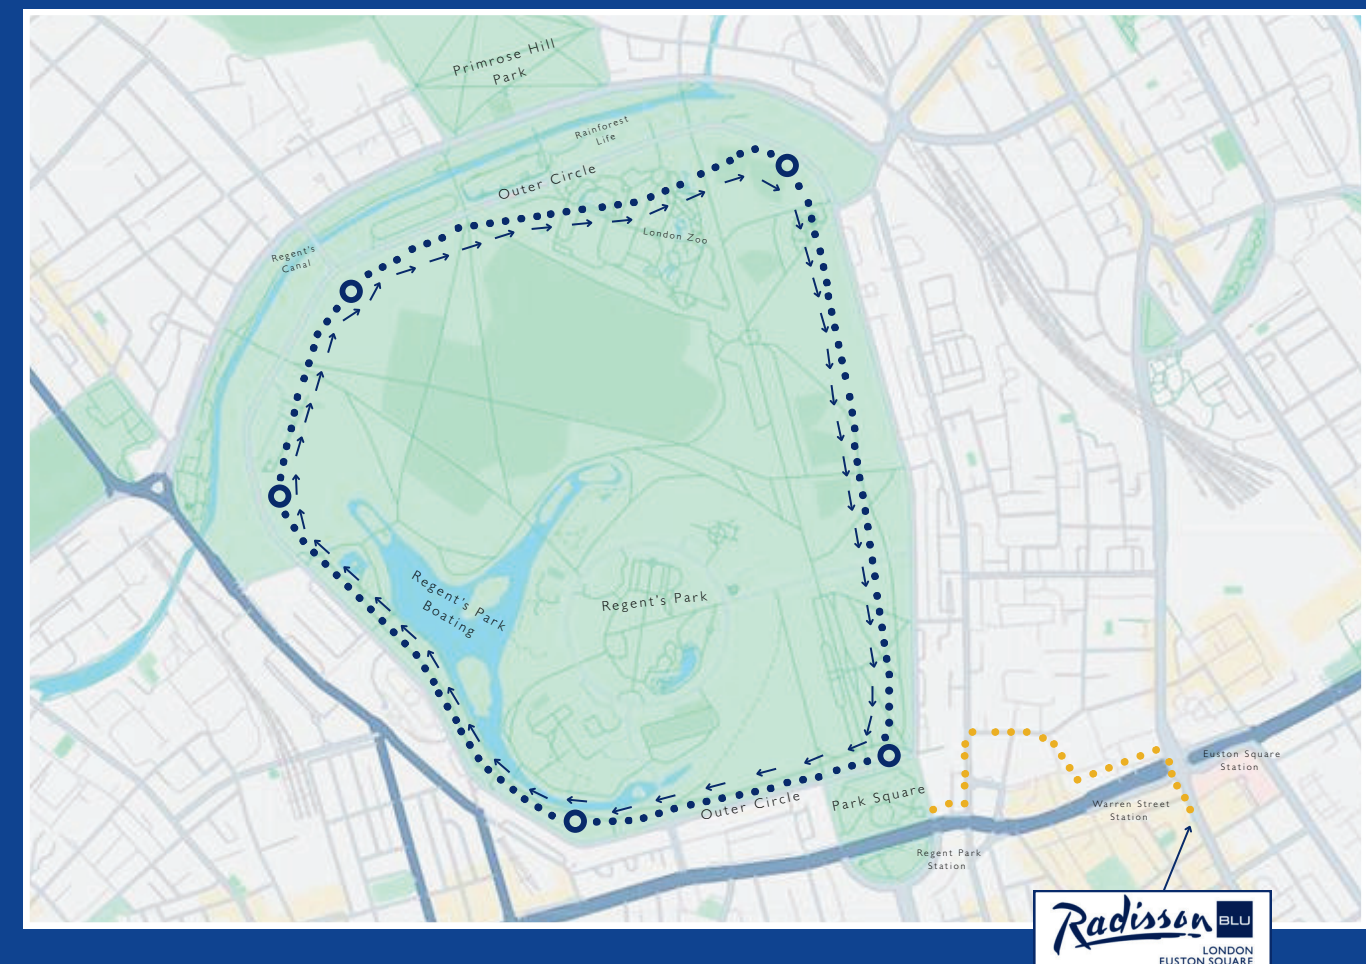 Primrose Hill
Park
Rainforest
Life
Outer Circle
London Zoo
Regent's
Canal
Regent's Park
Boating
Regent's Park
Outer Circle
Park Square
Regent Park
Station
Warren Street
Station
Euston Square
Station
Radisson BLU
LONDON
EUSTON SQUARE